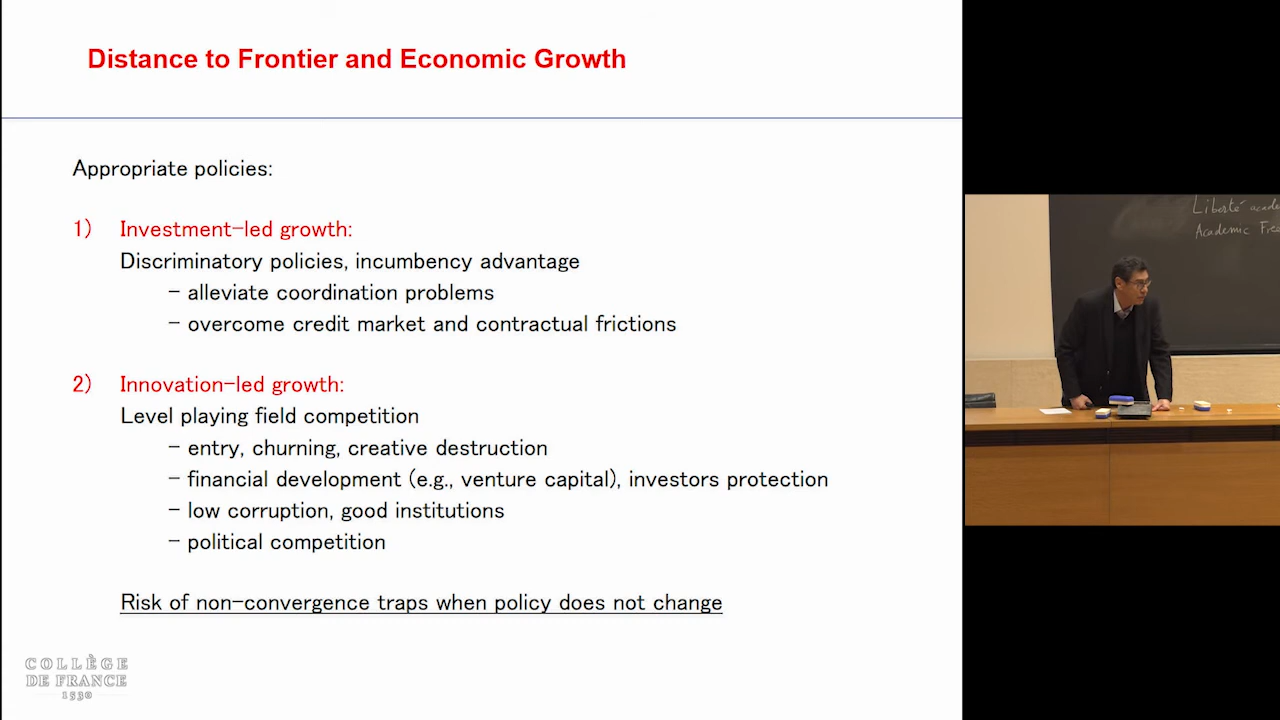 Distance to Frontier and Economic Growth
Appropriate policies:
1) Investment-led growth:
Discriminatory policies, incumbency advantage
- alleviate coordination problems
- overcome credit market and contractual frictions
2) Innovation-led growth:
Level playing field competition
- entry, churning, creative destruction
- financial development (e.g., venture capital), investors protection
- low corruption, good institutions
- political competition
Risk of non-convergence traps when policy does not change
COLLÈGE
DE FRANCE
1530
Liberté
Academic